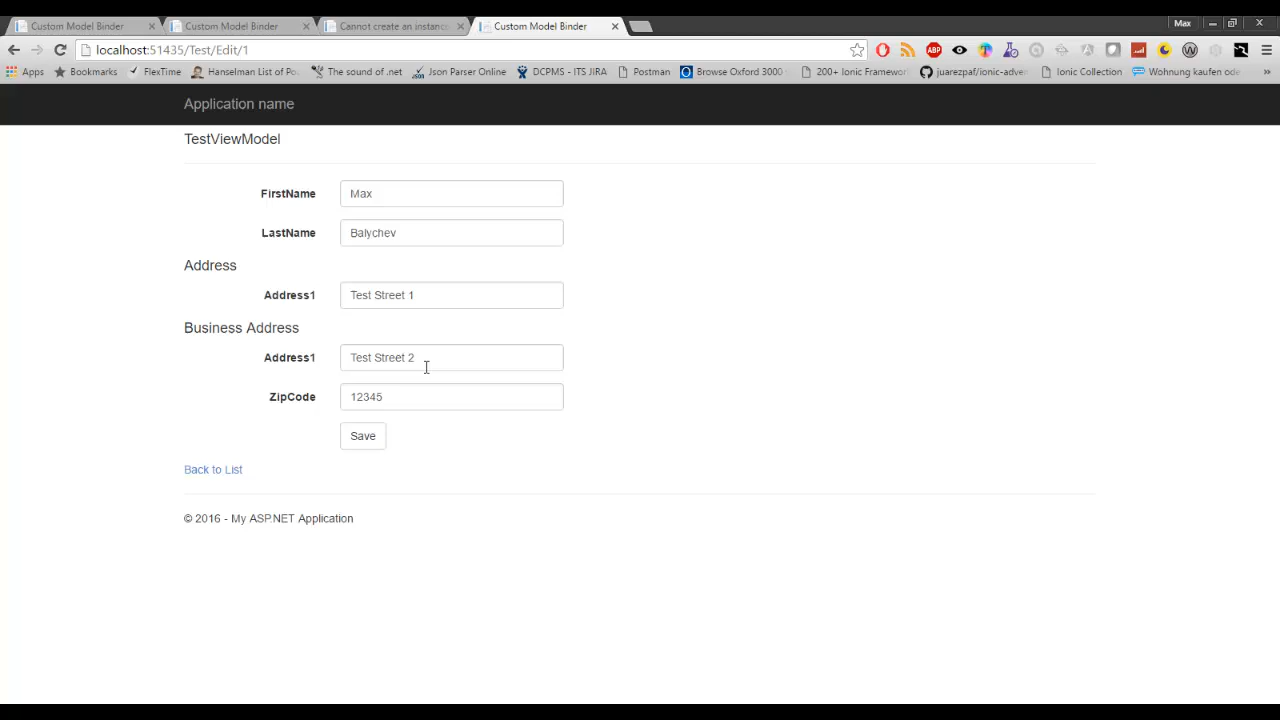 Custom Model Binder
Custom Model Binder
Cannot create an instanc
Custom Model Binder
Max
localhost:51435/Test/Edit/1
Apps
Bookmarks
FlexTime
Hanselman List of Po
The sound of .net
Json Parser Online
DCPMS - ITS JIRA
Postman
Browse Oxford 3000
200+ Ionic Framewor
juarezpaf/ionic-adve
Ionic Collection
Wohnung kaufen ode
Application name
TestViewModel
FirstName
Max
LastName
Balychev
Address
Address1
Test Street 1
Business Address
Address1
Test Street 2
ZipCode
12345
Save
Back to List
© 2016 - My ASP.NET Application